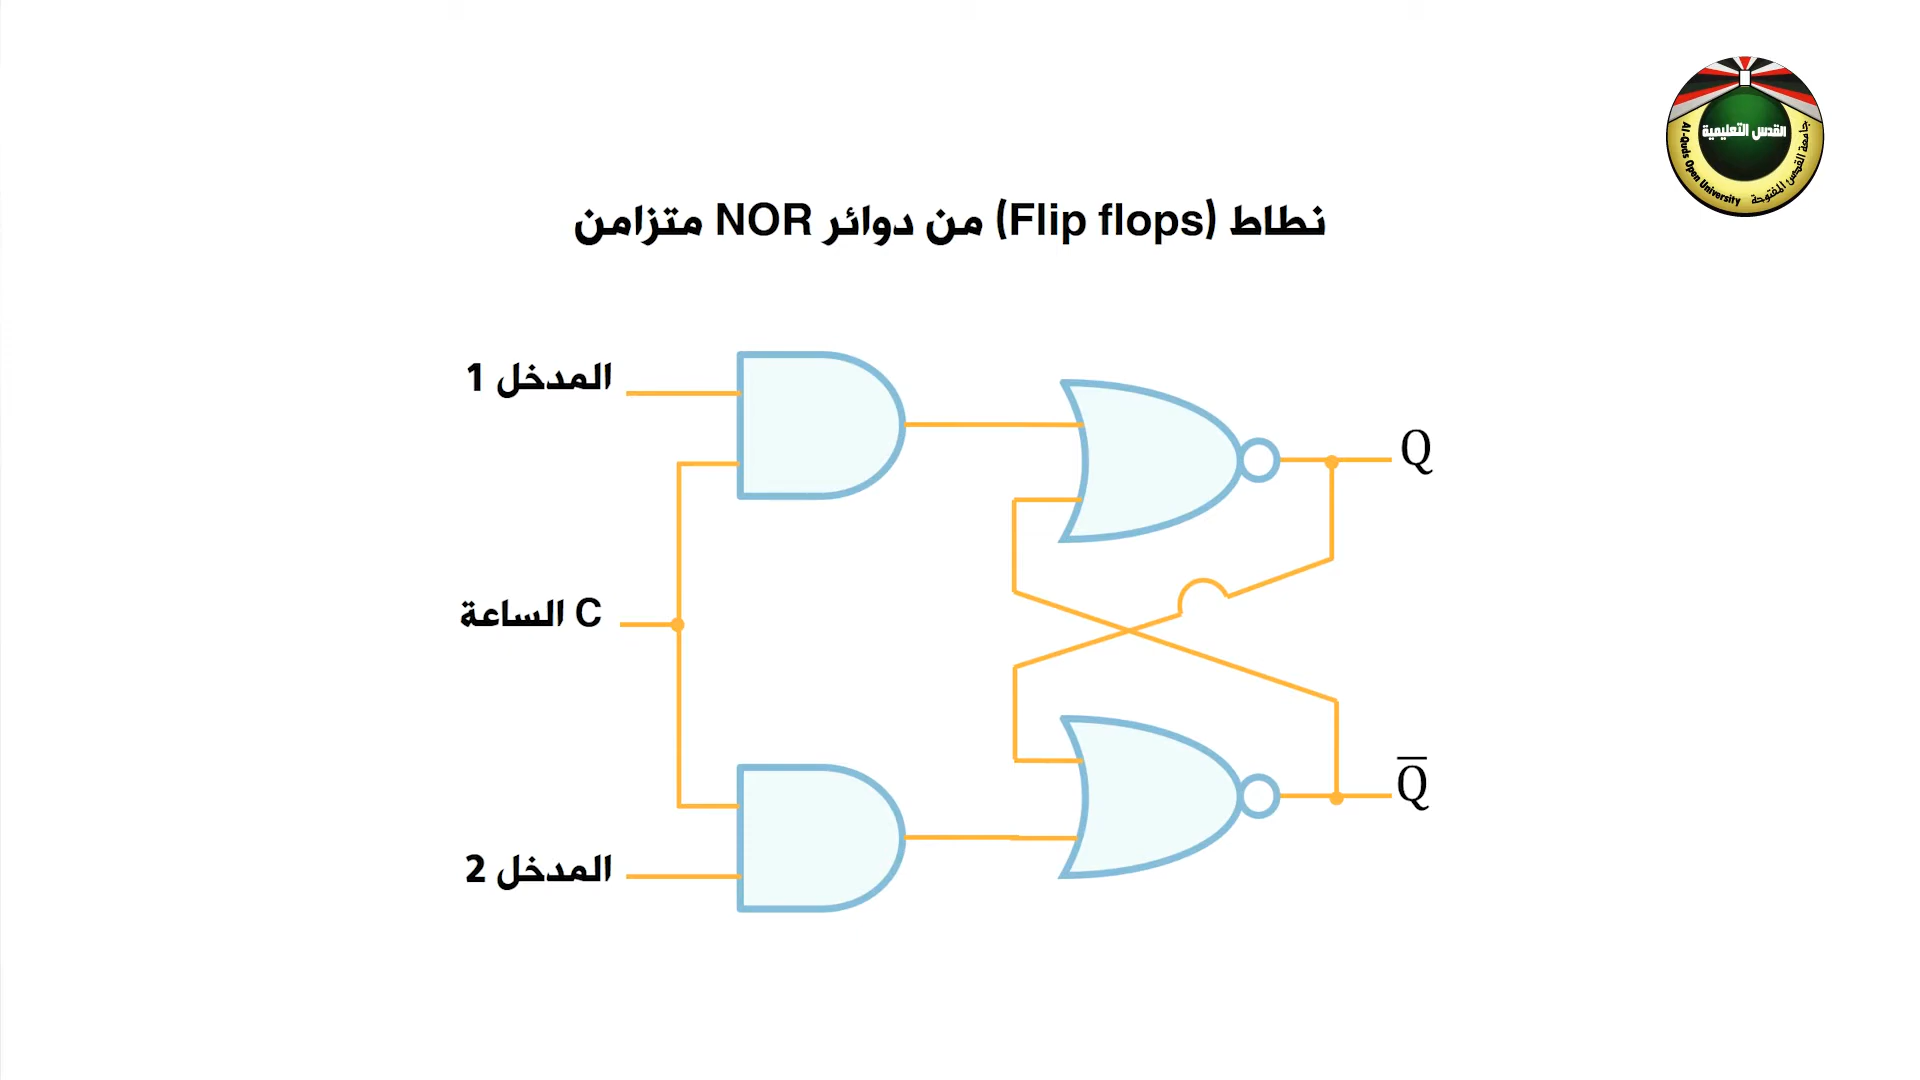 القدس التعليمية
جامعة القدس المفتوحة
Al-Quds Open University
نطاط (Flip flops) من دوائر NOR متزامن
المدخل 1
Q
الساعة C
Q̅
المدخل 2